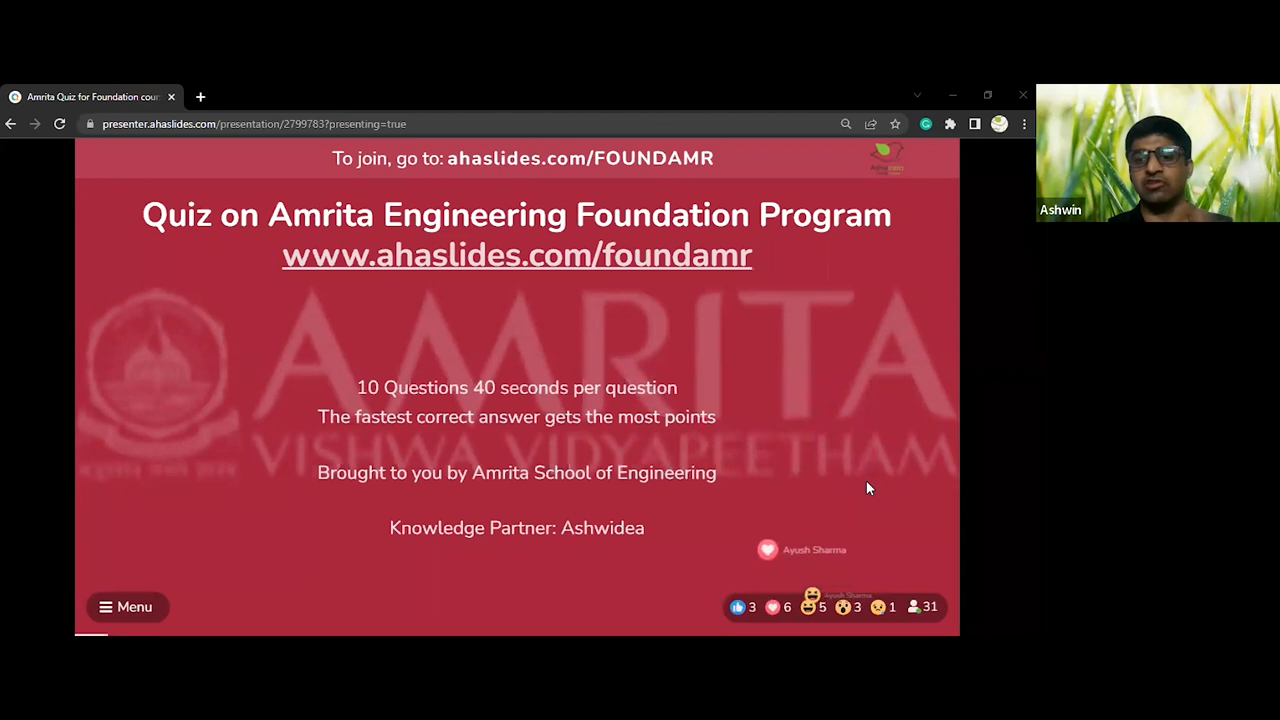 Amrita Quiz for Foundation cour
presenter.ahaslides.com/presentation/2799783?presenting=true
To join, go to: ahaslides.com/FOUNDAMR
Quiz on Amrita Engineering Foundation Program
www.ahaslides.com/foundamr
AMRITA
VISHWA VIDYAPEETHAM
10 Questions 40 seconds per question
The fastest correct answer gets the most points
Brought to you by Amrita School of Engineering
Knowledge Partner: Ashwidea
Ayush Sharma
Ayush Sharma
Menu
3 6 5 3 1 31
Ashwin